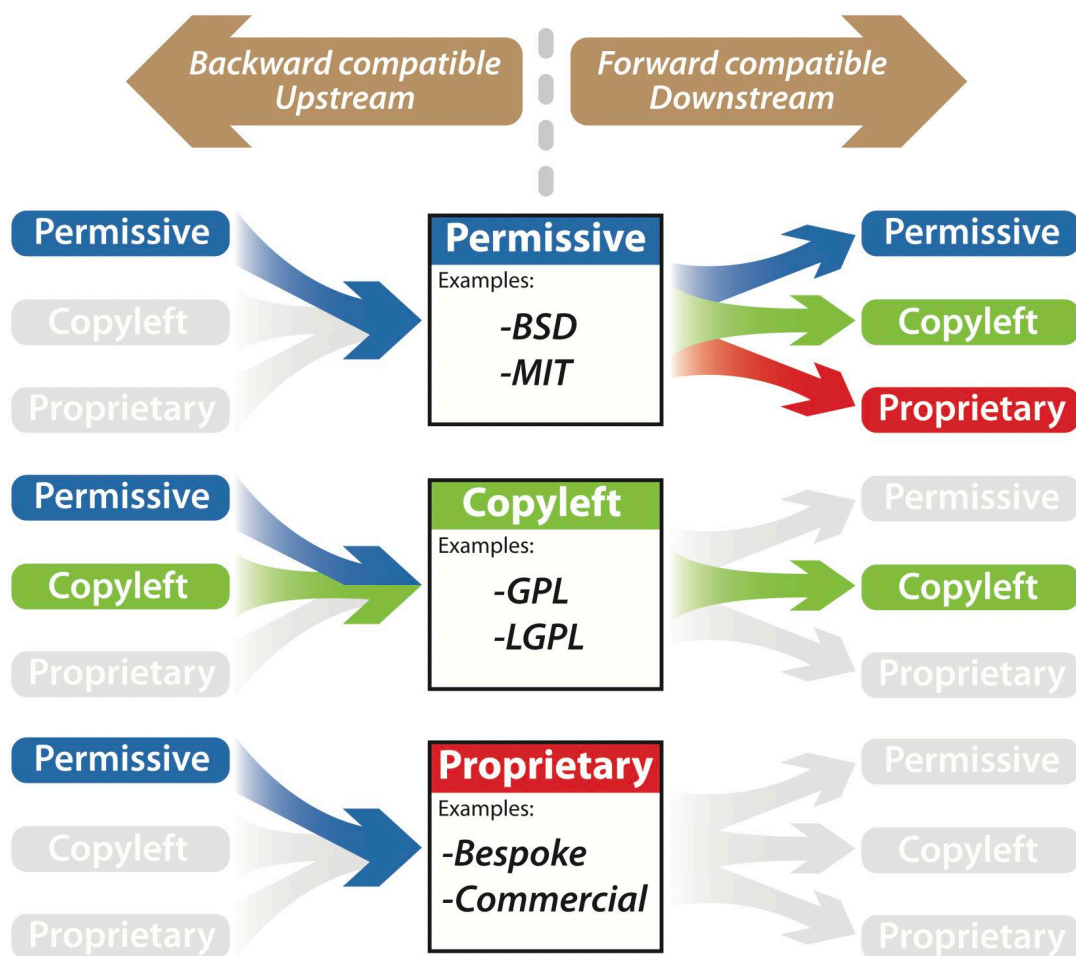 Backward compatible
Upstream
Forward compatible
Downstream
Permissive
Copyleft
Proprietary
Permissive
Examples:
-BSD
-MIT
Permissive
Copyleft
Proprietary
Permissive
Copyleft
Proprietary
Copyleft
Examples:
-GPL
-LGPL
Permissive
Copyleft
Proprietary
Permissive
Copyleft
Proprietary
Proprietary
Examples:
-Bespoke
-Commercial
Permissive
Copyleft
Proprietary